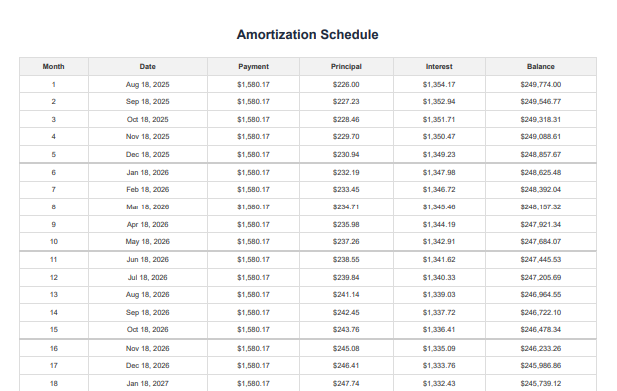 Amortization Schedule
Month Date Payment Principal Interest Balance
1 Aug 18, 2025 $1,580.17 $226.00 $1,354.17 $249,774.00
2 Sep 18, 2025 $1,580.17 $227.23 $1,352.94 $249,546.77
3 Oct 18, 2025 $1,580.17 $228.46 $1,351.71 $249,318.31
4 Nov 18, 2025 $1,580.17 $229.70 $1,350.47 $249,088.61
5 Dec 18, 2025 $1,580.17 $230.94 $1,349.23 $248,857.67
6 Jan 18, 2026 $1,580.17 $232.19 $1,347.98 $248,625.48
7 Feb 18, 2026 $1,580.17 $233.45 $1,346.72 $248,392.04
8 Mar 18, 2026 $1,580.17 $234.71 $1,345.46 $248,157.32
9 Apr 18, 2026 $1,580.17 $235.98 $1,344.19 $247,921.34
10 May 18, 2026 $1,580.17 $237.26 $1,342.91 $247,684.07
11 Jun 18, 2026 $1,580.17 $238.55 $1,341.62 $247,445.53
12 Jul 18, 2026 $1,580.17 $239.84 $1,340.33 $247,205.69
13 Aug 18, 2026 $1,580.17 $241.14 $1,339.03 $246,964.55
14 Sep 18, 2026 $1,580.17 $242.45 $1,337.72 $246,722.10
15 Oct 18, 2026 $1,580.17 $243.76 $1,336.41 $246,478.34
16 Nov 18, 2026 $1,580.17 $245.08 $1,335.09 $246,233.26
17 Dec 18, 2026 $1,580.17 $246.41 $1,333.76 $245,986.86
18 Jan 18, 2027 $1,580.17 $247.74 $1,332.43 $245,739.12